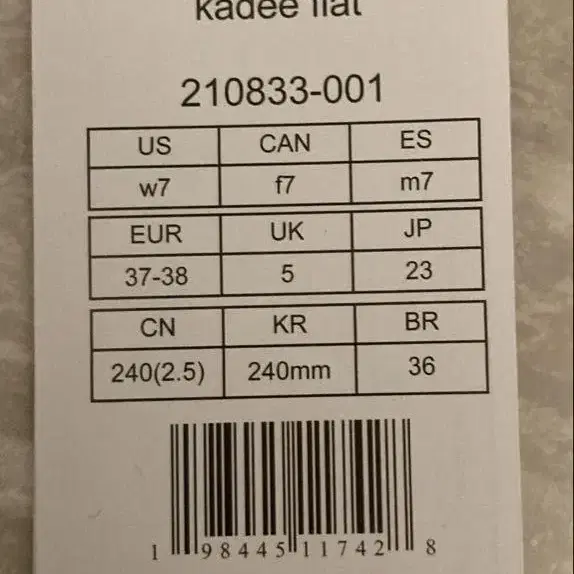 kadee flat
210833-001
US CAN ES
w7 f7 m7
EUR UK JP
37-38 5 23
CN KR BR
240(2.5) 240mm 36
1 98445 11742 8